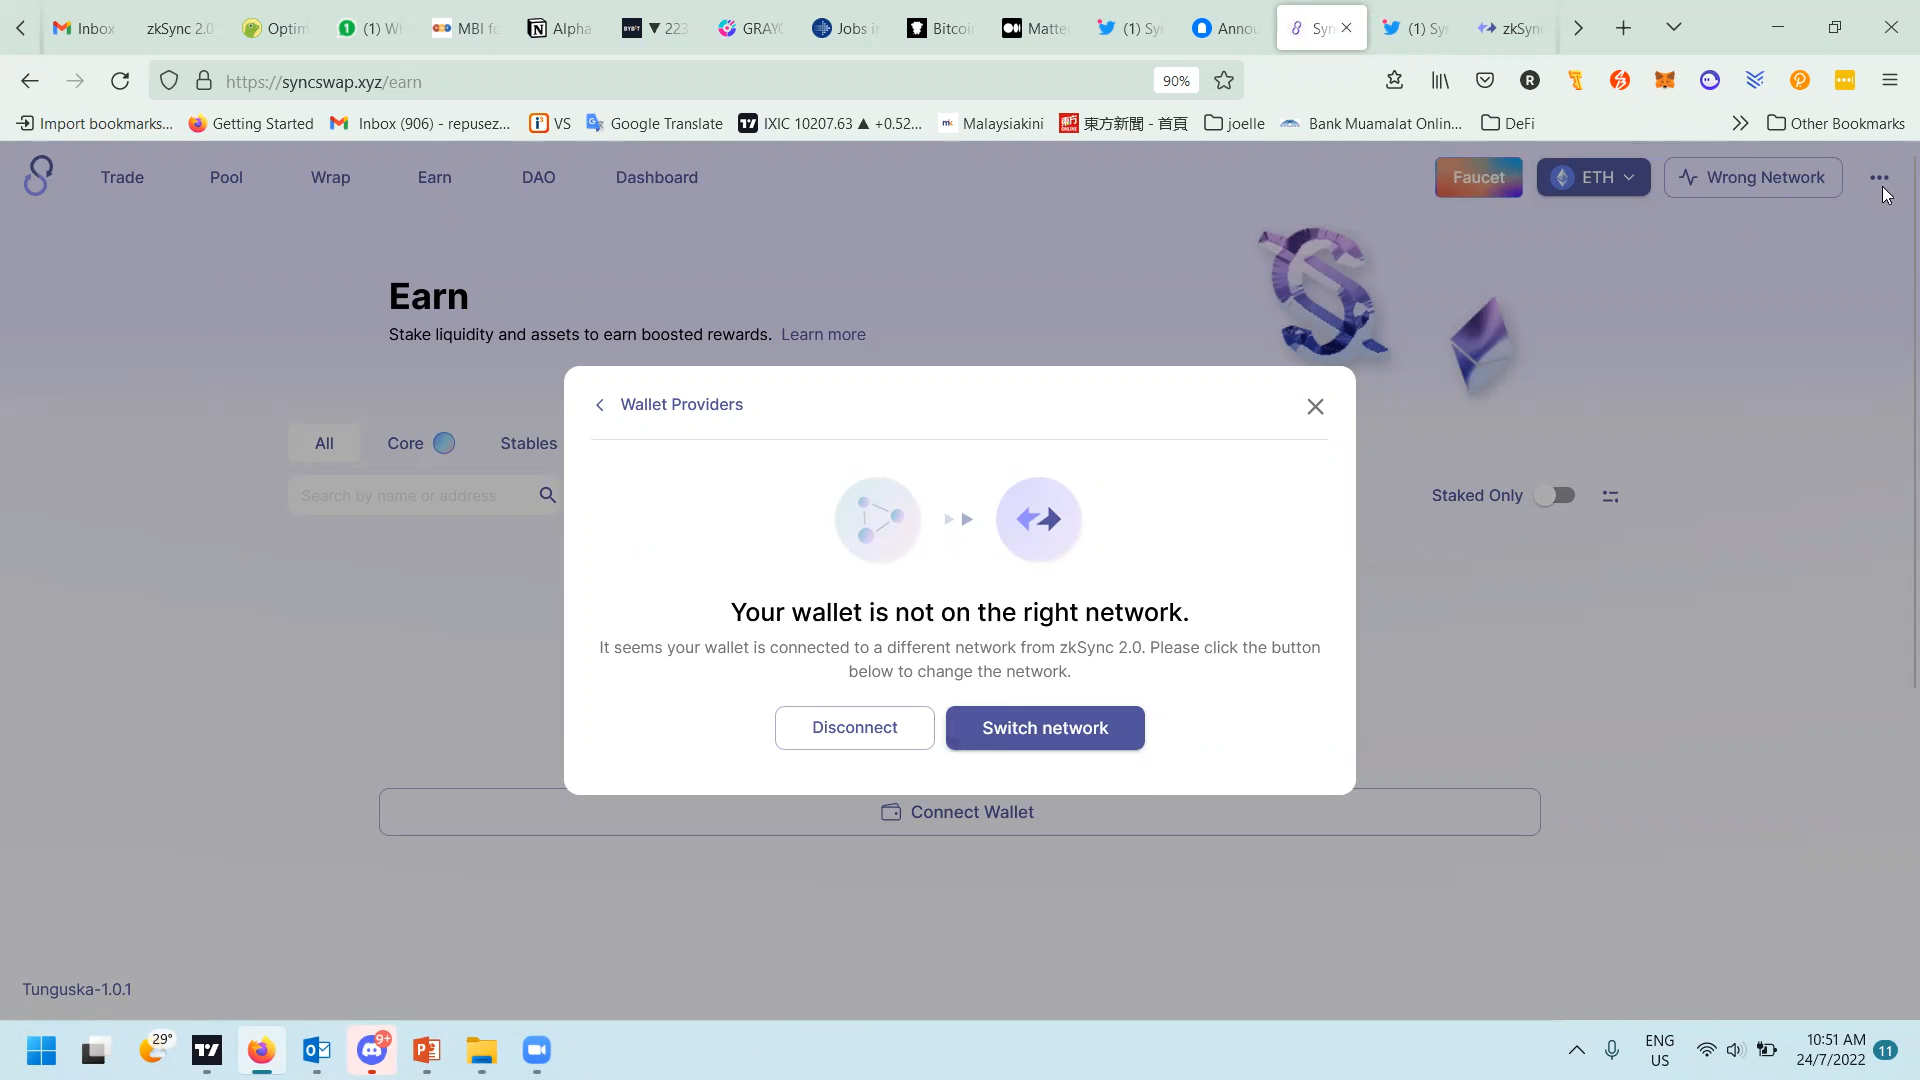 Inbox
zkSync 2.0
Optim
(1) W
MBI fo
Alpha
BYBIT ▼ 223
GRAYC
Jobs i
Bitcoi
Matte
(1) Sy
Annou
Syn
(1) Sy
zkSync
https://syncswap.xyz/earn
90%
Import bookmarks...
Getting Started
Inbox (906) - repusez...
VS
Google Translate
IXIC 10207.63 ▲ +0.52...
Malaysiakini
東方新聞 - 首頁
joelle
Bank Muamalat Onlin...
DeFi
Other Bookmarks
Trade
Pool
Wrap
Earn
DAO
Dashboard
Faucet
ETH
Wrong Network
Earn
Stake liquidity and assets to earn boosted rewards. Learn more
All
Core
Stables
Search by name or address
Staked Only
Wallet Providers
Your wallet is not on the right network.
It seems your wallet is connected to a different network from zkSync 2.0. Please click the button
below to change the network.
Disconnect
Switch network
Connect Wallet
Tunguska-1.0.1
29°
9+
ENG
US
10:51 AM
24/7/2022
11